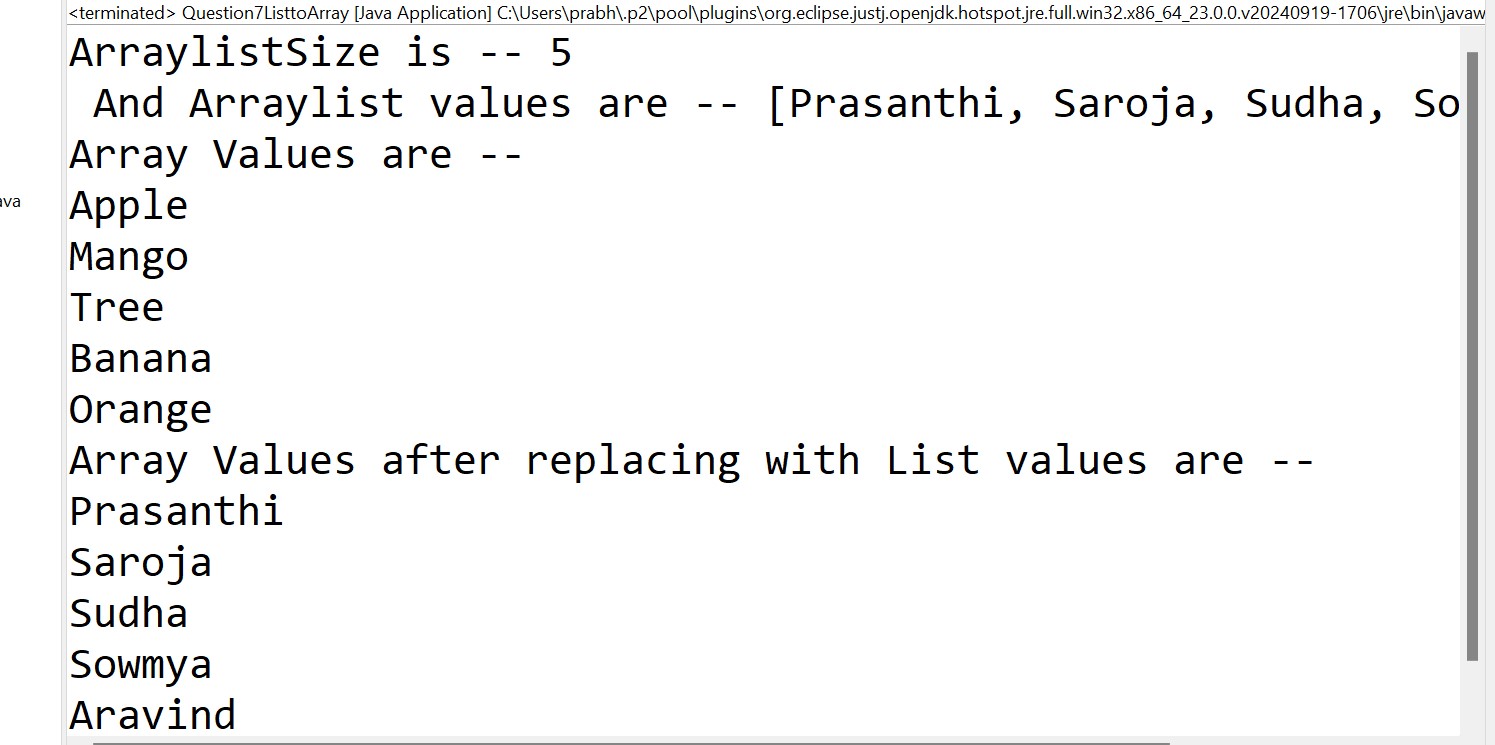 <terminated> Question7ListtoArray [Java Application] C:\Users\prabh\.p2\pool\plugins\org.eclipse.justj.openjdk.hotspot.jre.full.win32.x86_64_23.0.0.v20240919-1706\jre\bin\javaw
ArraylistSize is -- 5
And Arraylist values are -- [Prasanthi, Saroja, Sudha, So
Array Values are --
ava
Apple
Mango
Tree
Banana
Orange
Array Values after replacing with List values are --
Prasanthi
Saroja
Sudha
Sowmya
Aravind